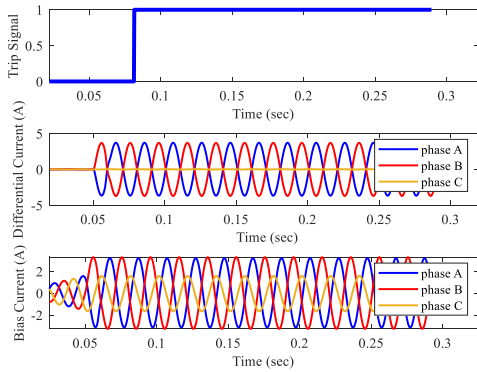 Trip Signal
1
0.5
0
0.05
0.1
0.15
0.2
0.25
0.3
Time (sec)
Differential Current (A)
5
0
-5
phase A
phase B
phase C
0.05
0.1
0.15
0.2
0.25
0.3
Time (sec)
Bias Current (A)
2
0
-2
phase A
phase B
phase C
0.05
0.1
0.15
0.2
0.25
0.3
Time (sec)